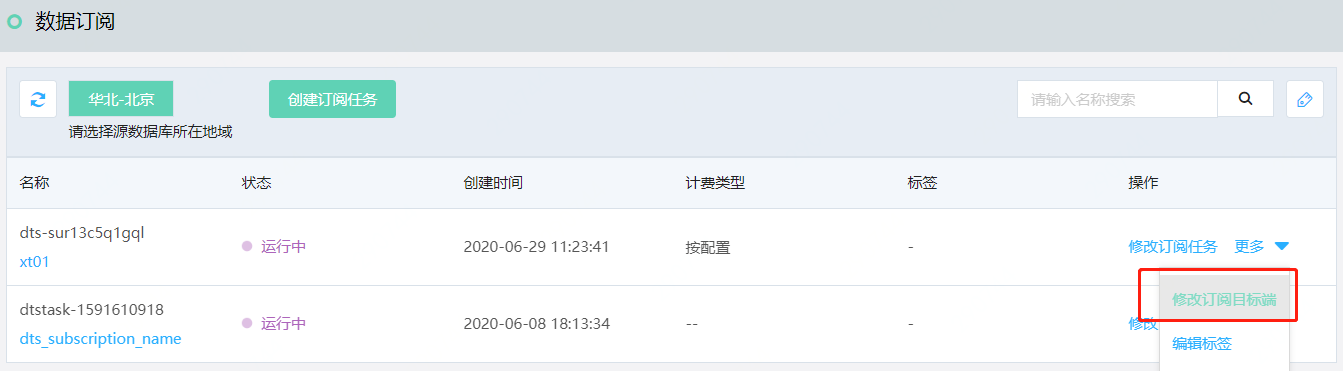 数据订阅
华北-北京
创建订阅任务
请输入名称搜索
请选择源数据库所在地域
名称 状态 创建时间 计费类型 标签 操作
dts-sur13c5q1gql
xt01
运行中 2020-06-29 11:23:41 按配置 - 修改订阅任务 更多
修改订阅目标端
dtstask-1591610918
dts_subscription_name
运行中 2020-06-08 18:13:34 -- - 修改
编辑标签